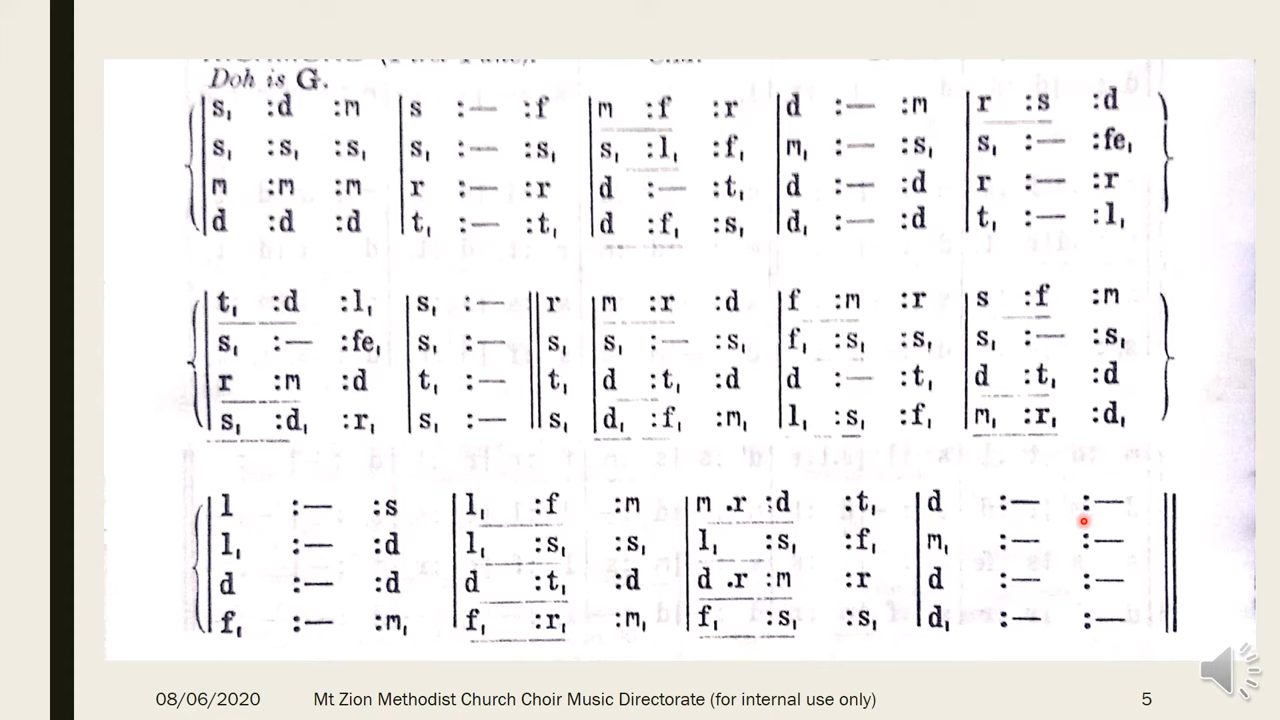 Doh is G.
| s, :d :m | s :— :f | m :f :r | d :— :m | r :s :d
| s, :s, :s, | s, :— :s, | s, :l, :f, | m, :— :s, | s, :— :fe,
| m :m :m | r :— :r | d :— :t, | d :— :d | r :— :r
| d :d :d | t, :— :t, | d :f, :s, | d, :— :d | t, :— :l,
| t, :d :l, | s, :— || r | m :r :d | f :m :r | s :f :m
| s, :— :fe, | s, :— || s, | s, :— :s, | f, :s, :s, | s, :— :s,
| r :m :d | t, :— || t, | d :t, :d | d :— :t, | d :t, :d
| s, :d, :r, | s, :— || s, | d, :f, :m, | l, :s, :f, | m, :r, :d,
| l :— :s | l, :f :m | m .r :d :t, | d :— :— ||
| l, :— :d | l, :s, :s, | l, :s, :f, | m, :— :— ||
| d :— :d | d :t, :d | d .r :m :r | d :— :— ||
| f, :— :m, | f, :r, :m, | f, :s, :s, | d, :— :— ||
08/06/2020 Mt Zion Methodist Church Choir Music Directorate (for internal use only) 5